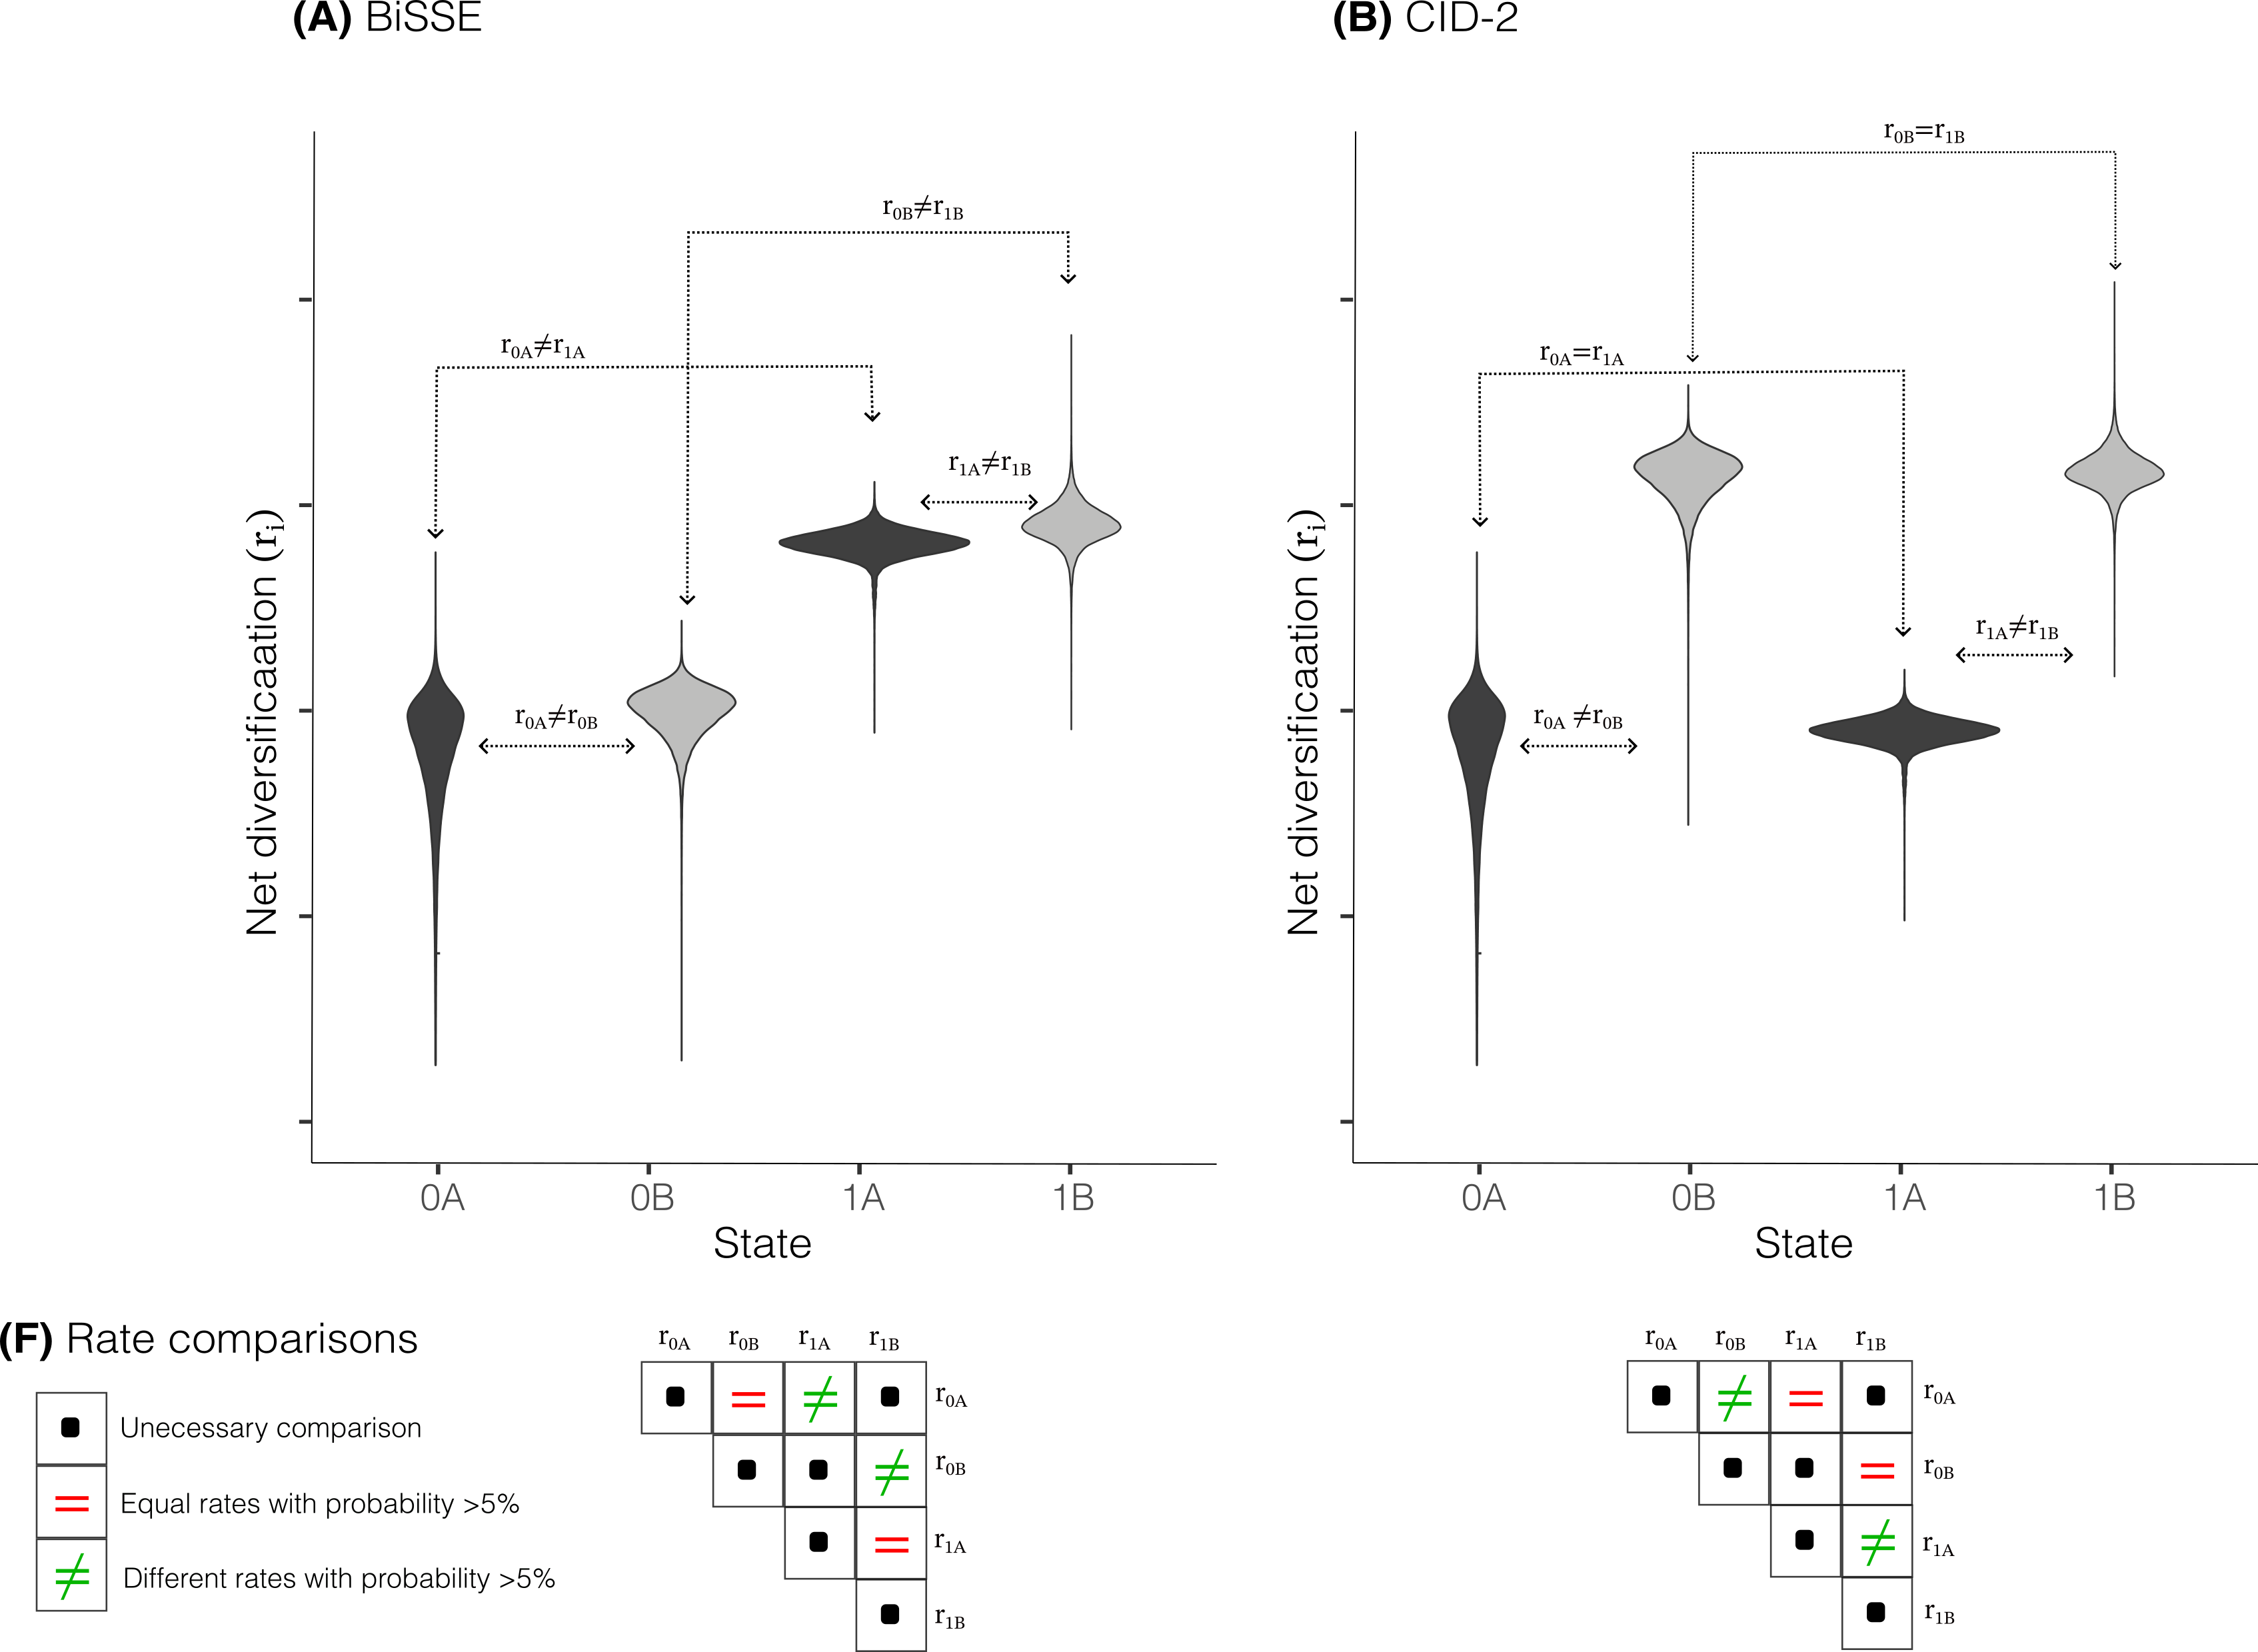 (A) BiSSE
r0B≠r1B
r0A≠r1A
r1A≠r1B
r0A≠r0B
Net diversificaation (ri)
0A 0B 1A 1B
State
(B) CID-2
r0B=r1B
r0A=r1A
r1A≠r1B
r0A ≠r0B
Net diversificaation (ri)
0A 0B 1A 1B
State
(F) Rate comparisons
Unecessary comparison
= Equal rates with probability >5%
≠ Different rates with probability >5%
r0A r0B r1A r1B
= ≠ r0A
≠ r0B
= r1A
r1B
r0A r0B r1A r1B
≠ = r0A
= r0B
≠ r1A
r1B